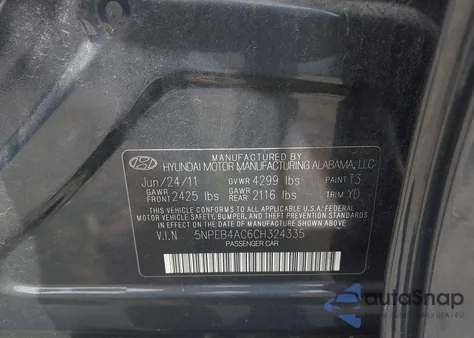 MANUFACTURED BY
HYUNDAI MOTOR MANUFACTURING ALABAMA, LLC
Jun/24/11 GVWR 4299 lbs PAINT T3
GAWR FRONT 2425 lbs GAWR REAR 2116 lbs TRIM YD
THIS VEHICLE CONFORMS TO ALL APPLICABLE U.S.A. FEDERAL
MOTOR VEHICLE SAFETY, BUMPER, AND THEFT PREVENTION
STANDARDS IN EFFECT ON THE DATE OF MANUFACTURE SHOWN ABOVE.
V.I.N. 5NPEB4AC6CH324335
PASSENGER CAR
autoSnap